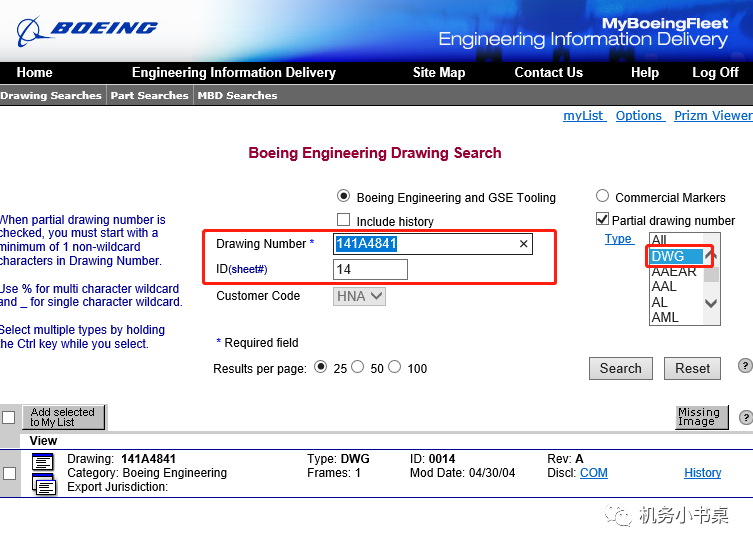 BOEING
MyBoeingFleet
Engineering Information Delivery
Home Engineering Information Delivery Site Map Contact Us Help Log Off
Drawing Searches Part Searches MBD Searches
myList Options Prizm Viewer
Boeing Engineering Drawing Search
Boeing Engineering and GSE Tooling Commercial Markers
When partial drawing number is
checked, you must start with a
minimum of 1 non-wildcard
characters in Drawing Number.
Use % for multi character wildcard
and _ for single character wildcard.
Select multiple types by holding
the Ctrl key while you select.
Include history Partial drawing number
Drawing Number * 141A4841 ×
Type All
DWG
AAEAR
AAL
AL
AML
ID(sheet#) 14
Customer Code HNA
* Required field
Results per page: 25 50 100 Search Reset ?
Add selected
to My List
Missing
Image ?
View
Drawing: 141A4841 Type: DWG ID: 0014 Rev: A
Category: Boeing Engineering Frames: 1 Mod Date: 04/30/04 Discl: COM History
Export Jurisdiction:
机务小书桌